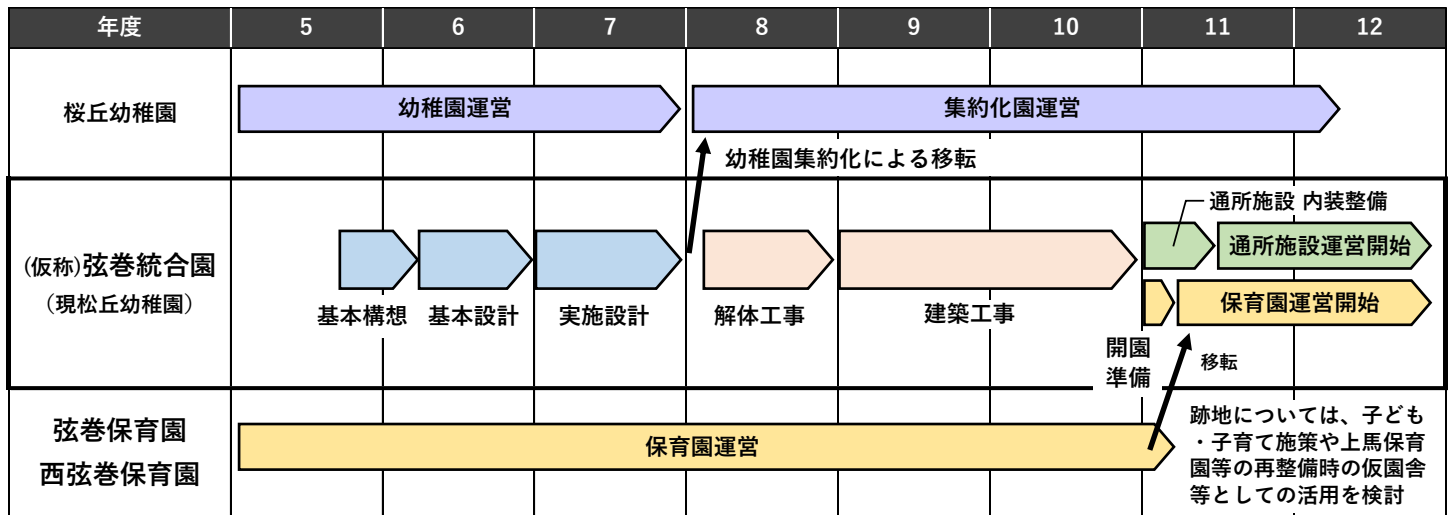 年度 5 6 7 8 9 10 11 12
桜丘幼稚園
幼稚園運営
集約化園運営
幼稚園集約化による移転
(仮称)弦巻統合園
（現松丘幼稚園）
基本構想
基本設計
実施設計
解体工事
建築工事
通所施設 内装整備
通所施設運営開始
保育園運営開始
開園
準備
移転
弦巻保育園
西弦巻保育園
保育園運営
跡地については、子ども
・子育て施策や上馬保育
園等の再整備時の仮園舎
等としての活用を検討